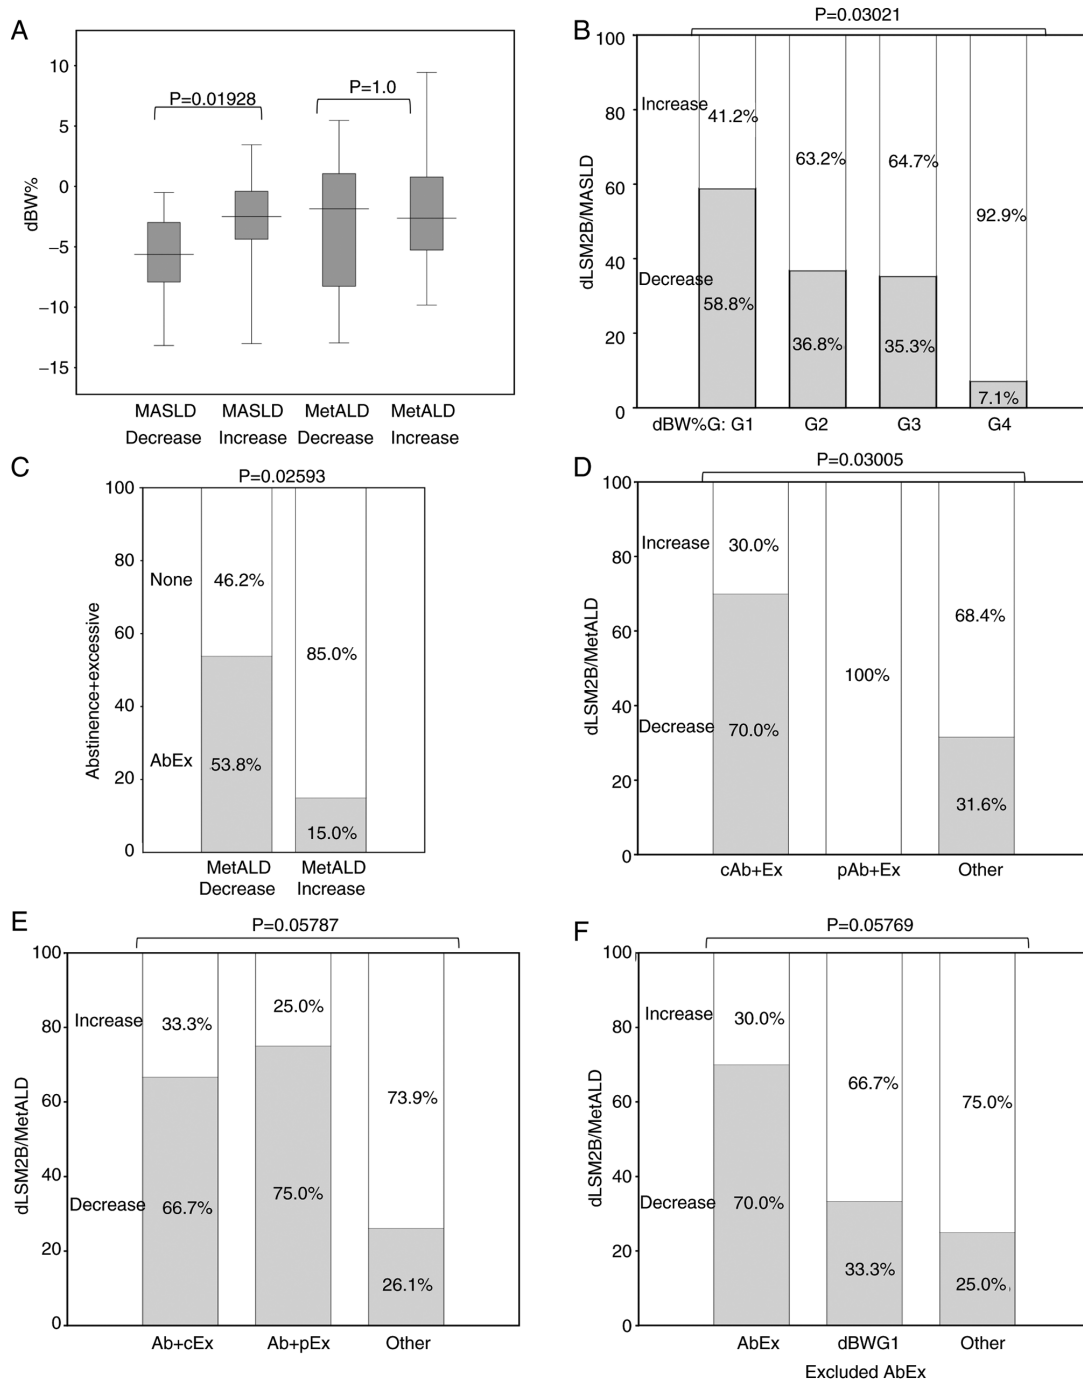 A
dBW%
10
5
0
−5
−10
−15
P=0.01928
P=1.0
MASLD MASLD MetALD MetALD
Decrease Increase Decrease Increase
B
P=0.03021
dLSM2B/MASLD
100
80
60
40
20
0
Increase
41.2%
63.2%
64.7%
92.9%
Decrease
58.8%
36.8%
35.3%
7.1%
dBW%G: G1 G2 G3 G4
C
P=0.02593
Abstinence+excessive
100
80
60
40
20
0
None
46.2%
85.0%
AbEx
53.8%
15.0%
MetALD MetALD
Decrease Increase
D
P=0.03005
dLSM2B/MetALD
100
80
60
40
20
0
Increase
30.0%
68.4%
100%
Decrease
70.0%
31.6%
cAb+Ex pAb+Ex Other
E
P=0.05787
dLSM2B/MetALD
100
80
60
40
20
0
Increase
33.3%
25.0%
73.9%
Decrease
66.7%
75.0%
26.1%
Ab+cEx Ab+pEx Other
F
P=0.05769
dLSM2B/MetALD
100
80
60
40
20
0
Increase
30.0%
66.7%
75.0%
Decrease
70.0%
33.3%
25.0%
AbEx dBWG1 Other
Excluded AbEx